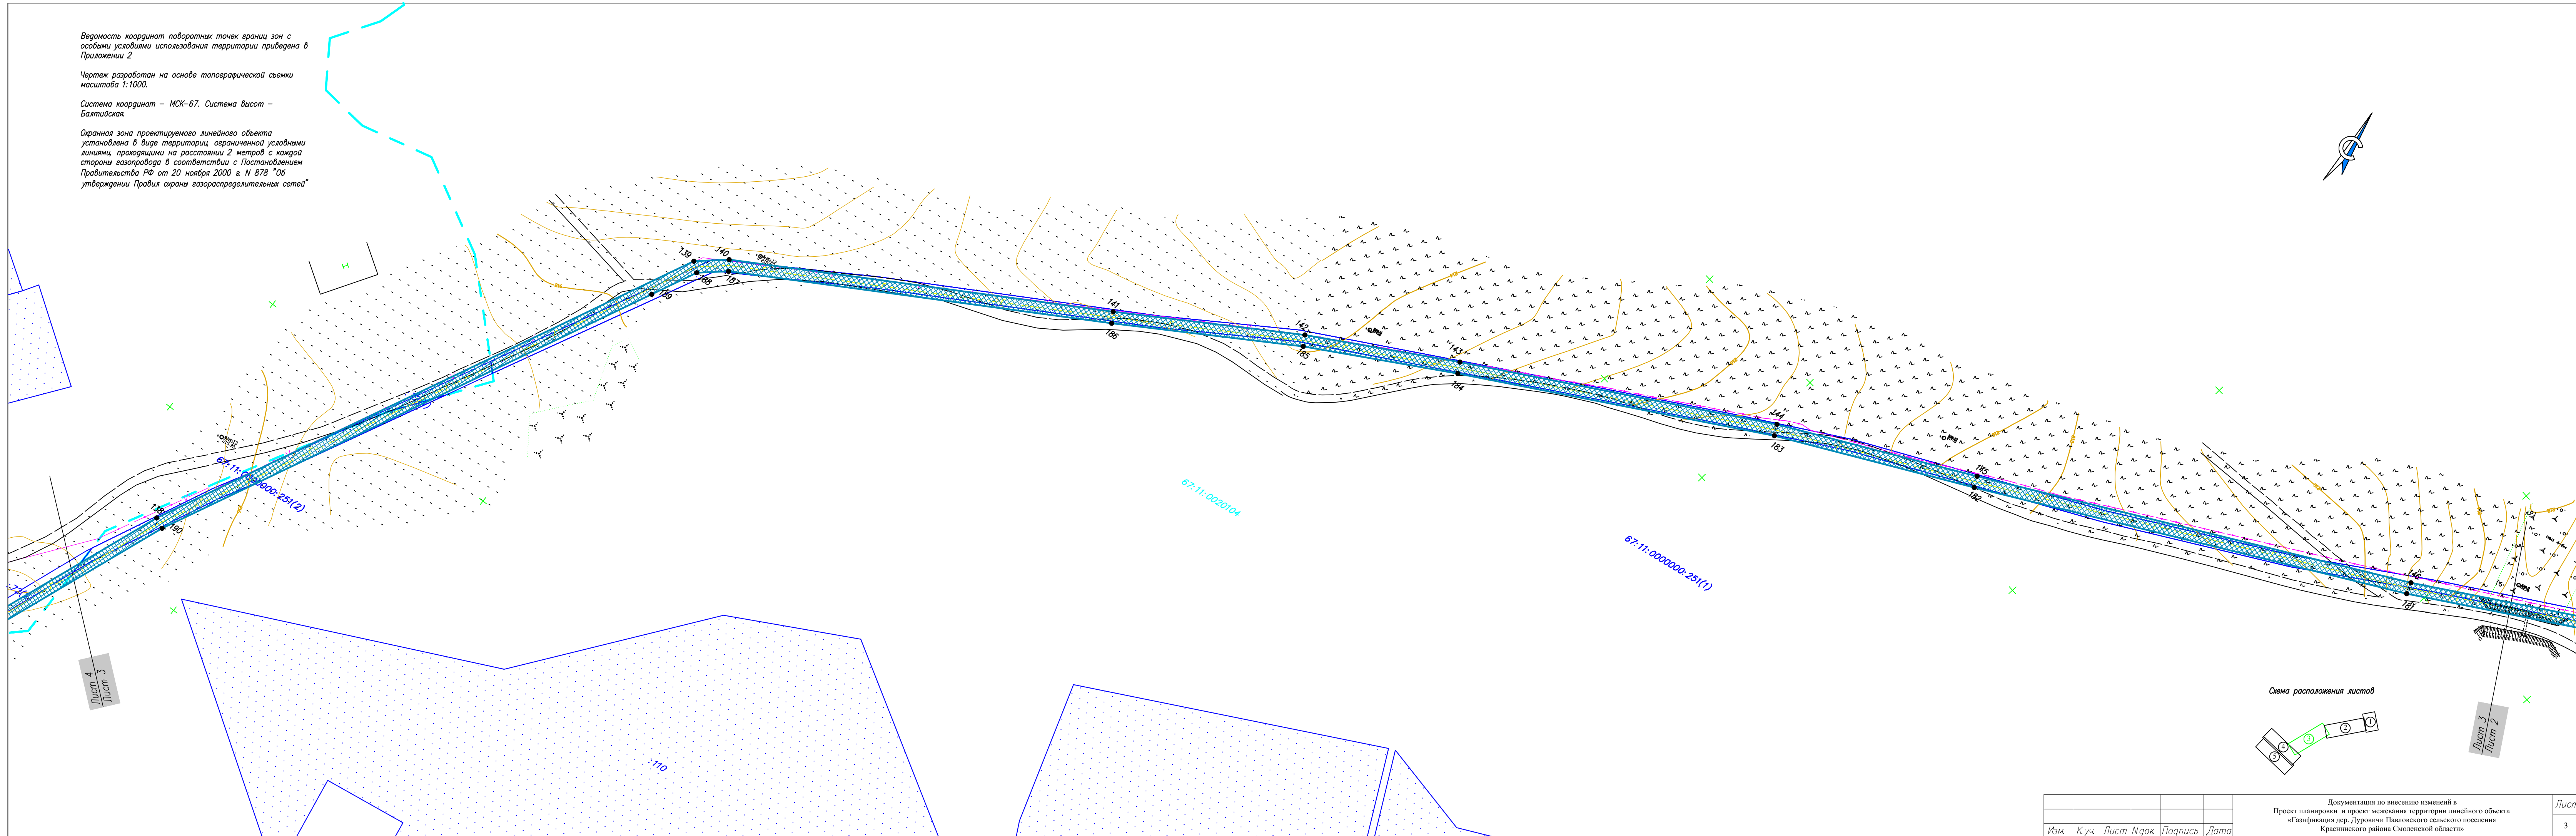 Ведомость координат поворотных точек границ зон с
особыми условиями использования территории приведена в
Приложении 2
Чертеж разработан на основе топографической съемки
масштаба 1:1000.
Система координат – МСК-67. Система высот –
Балтийская.
Охранная зона проектируемого линейного объекта
установлена в виде территории, ограниченной условными
линиями, проходящими на расстоянии 2 метров с каждой
стороны газопровода в соответствии с Постановлением
Правительства РФ от 20 ноября 2000 г. N 878 "Об
утверждении Правил охраны газораспределительных сетей"
Н
139
140
188
187
189
141
186
142
185
143
184
144
183
145
182
146
181
138
190
67:11:0000000:251(2)
67:11:0020104
67:11:0000000:251(1)
:110
Лист 4
Лист 3
Лист 3
Лист 2
Схема расположения листов
1
2
3
4
5
Изм.
К.уч.
Лист
Nдок.
Подпись
Дата
Документация по внесению изменений в
Проект планировки и проект межевания территории линейного объекта
«Газификация дер. Дуровичи Павловского сельского поселения
Краснинского района Смоленской области»
Лист
3